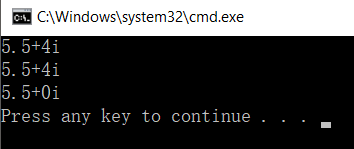 C:\Windows\system32\cmd.exe
5.5+4i
5.5+4i
5.5+0i
Press any key to continue . . .